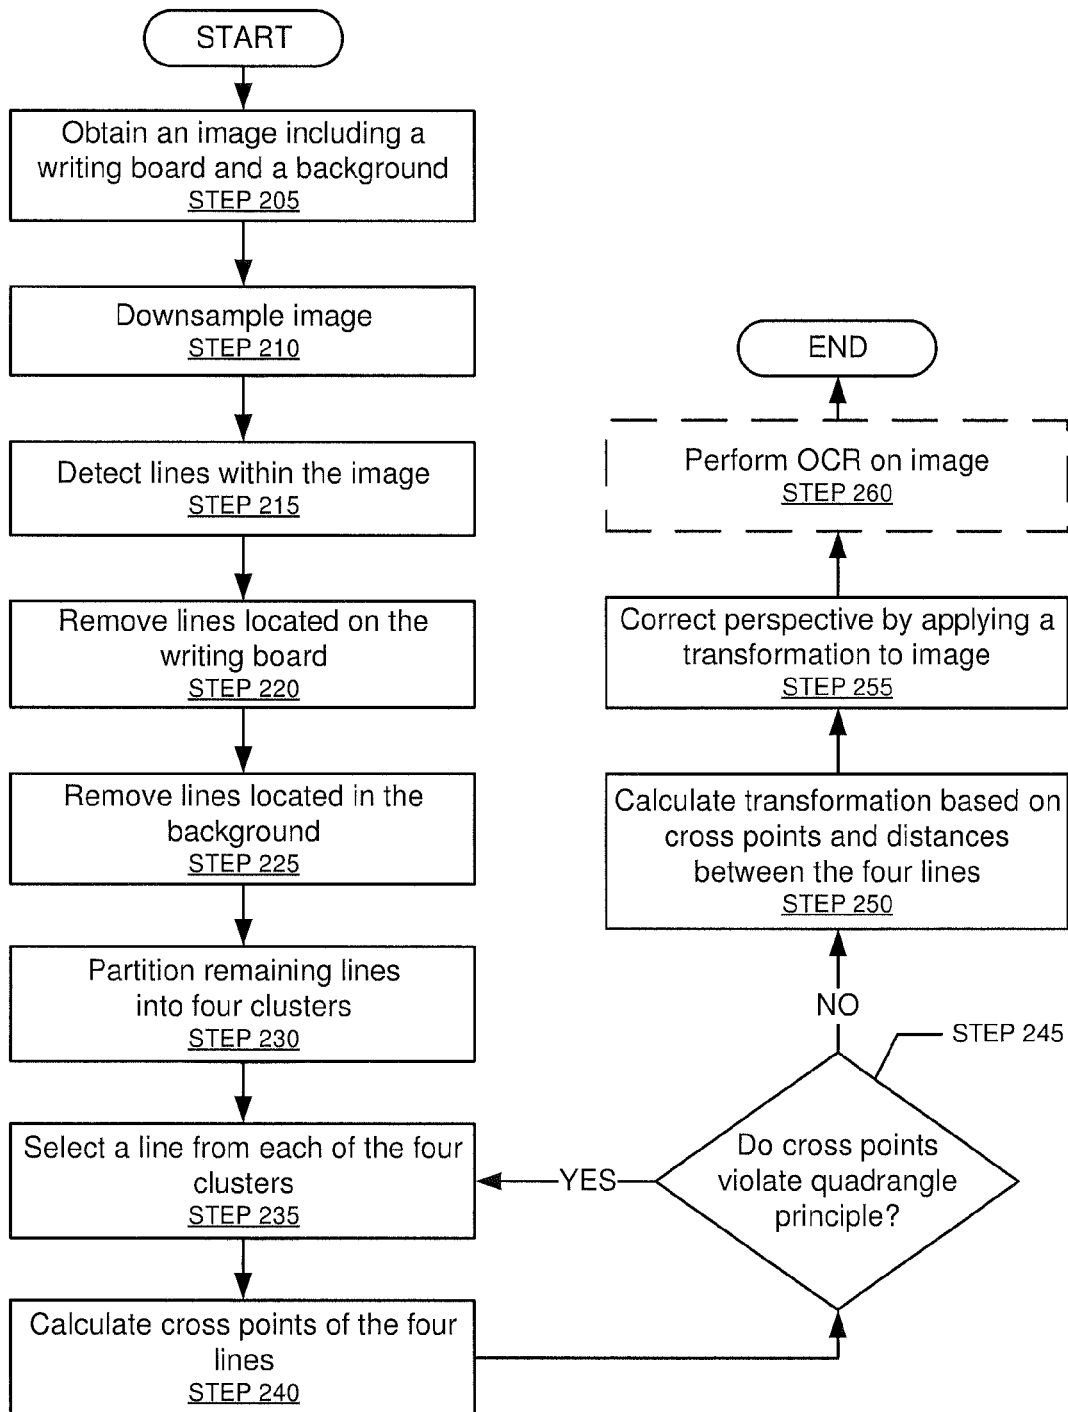 START
Obtain an image including a
writing board and a background
STEP 205
Downsample image
STEP 210
Detect lines within the image
STEP 215
Remove lines located on the
writing board
STEP 220
Remove lines located in the
background
STEP 225
Partition remaining lines
into four clusters
STEP 230
Select a line from each of the four
clusters
STEP 235
Calculate cross points of the four
lines
STEP 240
YES
Do cross points
violate quadrangle
principle?
STEP 245
NO
Calculate transformation based on
cross points and distances
between the four lines
STEP 250
Correct perspective by applying a
transformation to image
STEP 255
Perform OCR on image
STEP 260
END